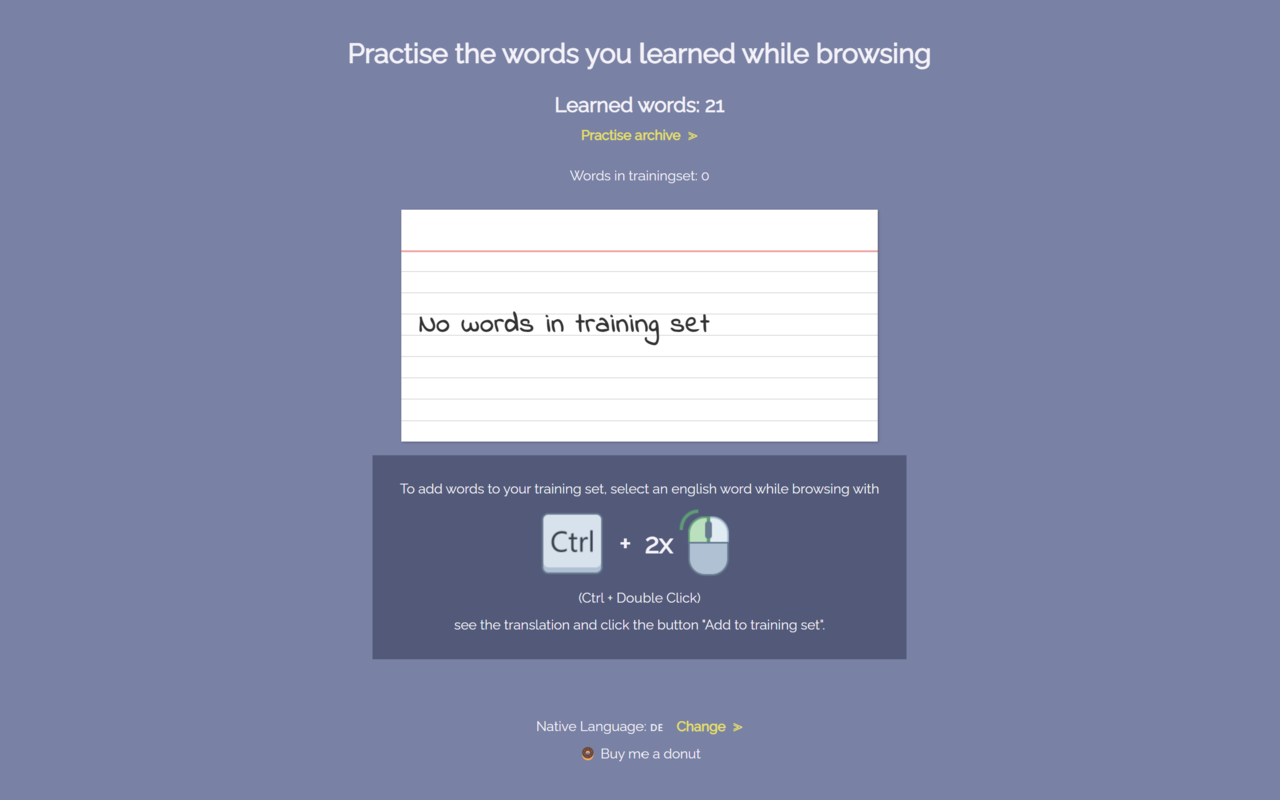 Practise the words you learned while browsing
Learned words: 21
Practise archive ➢
Words in trainingset: 0
No words in training set
To add words to your training set, select an english word while browsing with
Ctrl + 2x
(Ctrl + Double Click)
see the translation and click the button "Add to training set".
Native Language: DE Change ➢
🍩 Buy me a donut